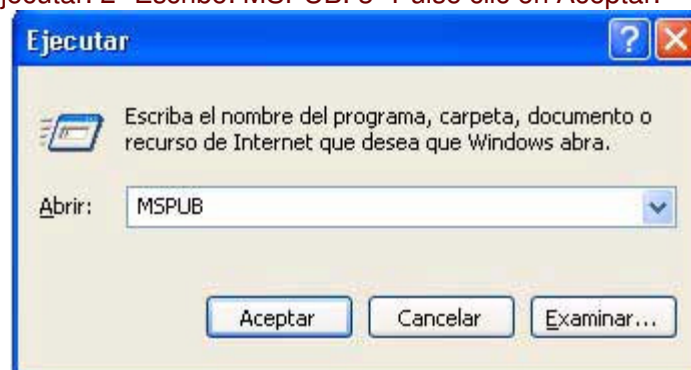 Ejecutar
Escriba el nombre del programa, carpeta, documento o
recurso de Internet que desea que Windows abra.
Abrir:
MSPUB
Aceptar
Cancelar
Examinar...